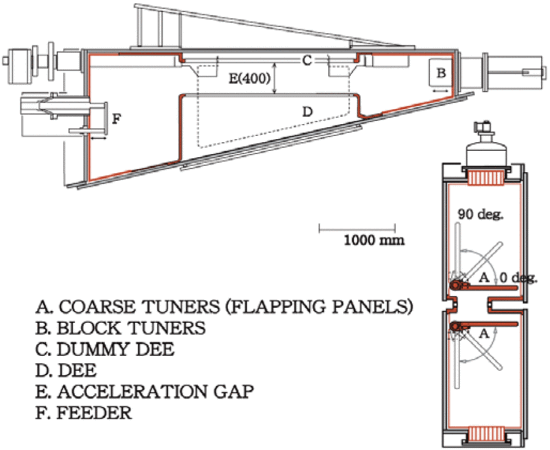 C
E(400)
B
F
D
90 deg.
A
0 deg.
1000 mm
A
A. COARSE TUNERS (FLAPPING PANELS)
B. BLOCK TUNERS
C. DUMMY DEE
D. DEE
E. ACCELERATION GAP
F. FEEDER